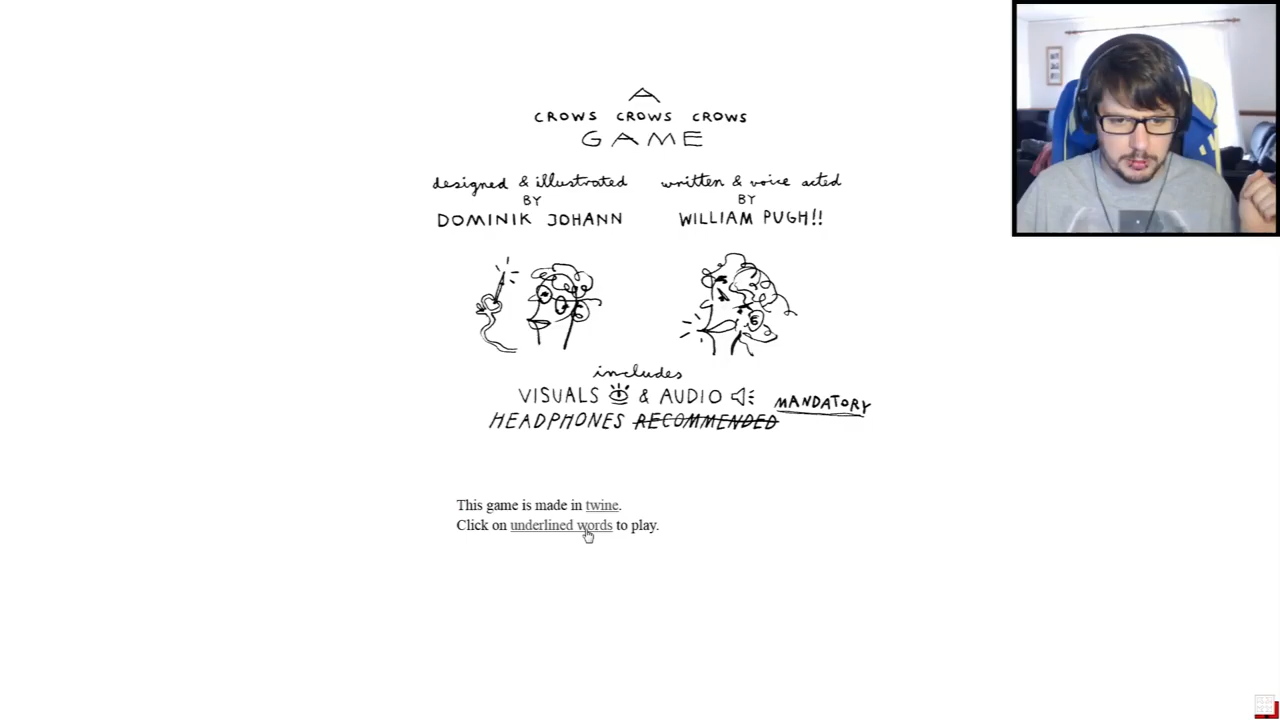 A
CROWS CROWS CROWS
GAME
designed & illustrated
BY
DOMINIK JOHANN
written & voice acted
BY
WILLIAM PUGH!!
includes
VISUALS & AUDIO
HEADPHONES RECOMMENDED MANDATORY
This game is made in twine.
Click on underlined words to play.